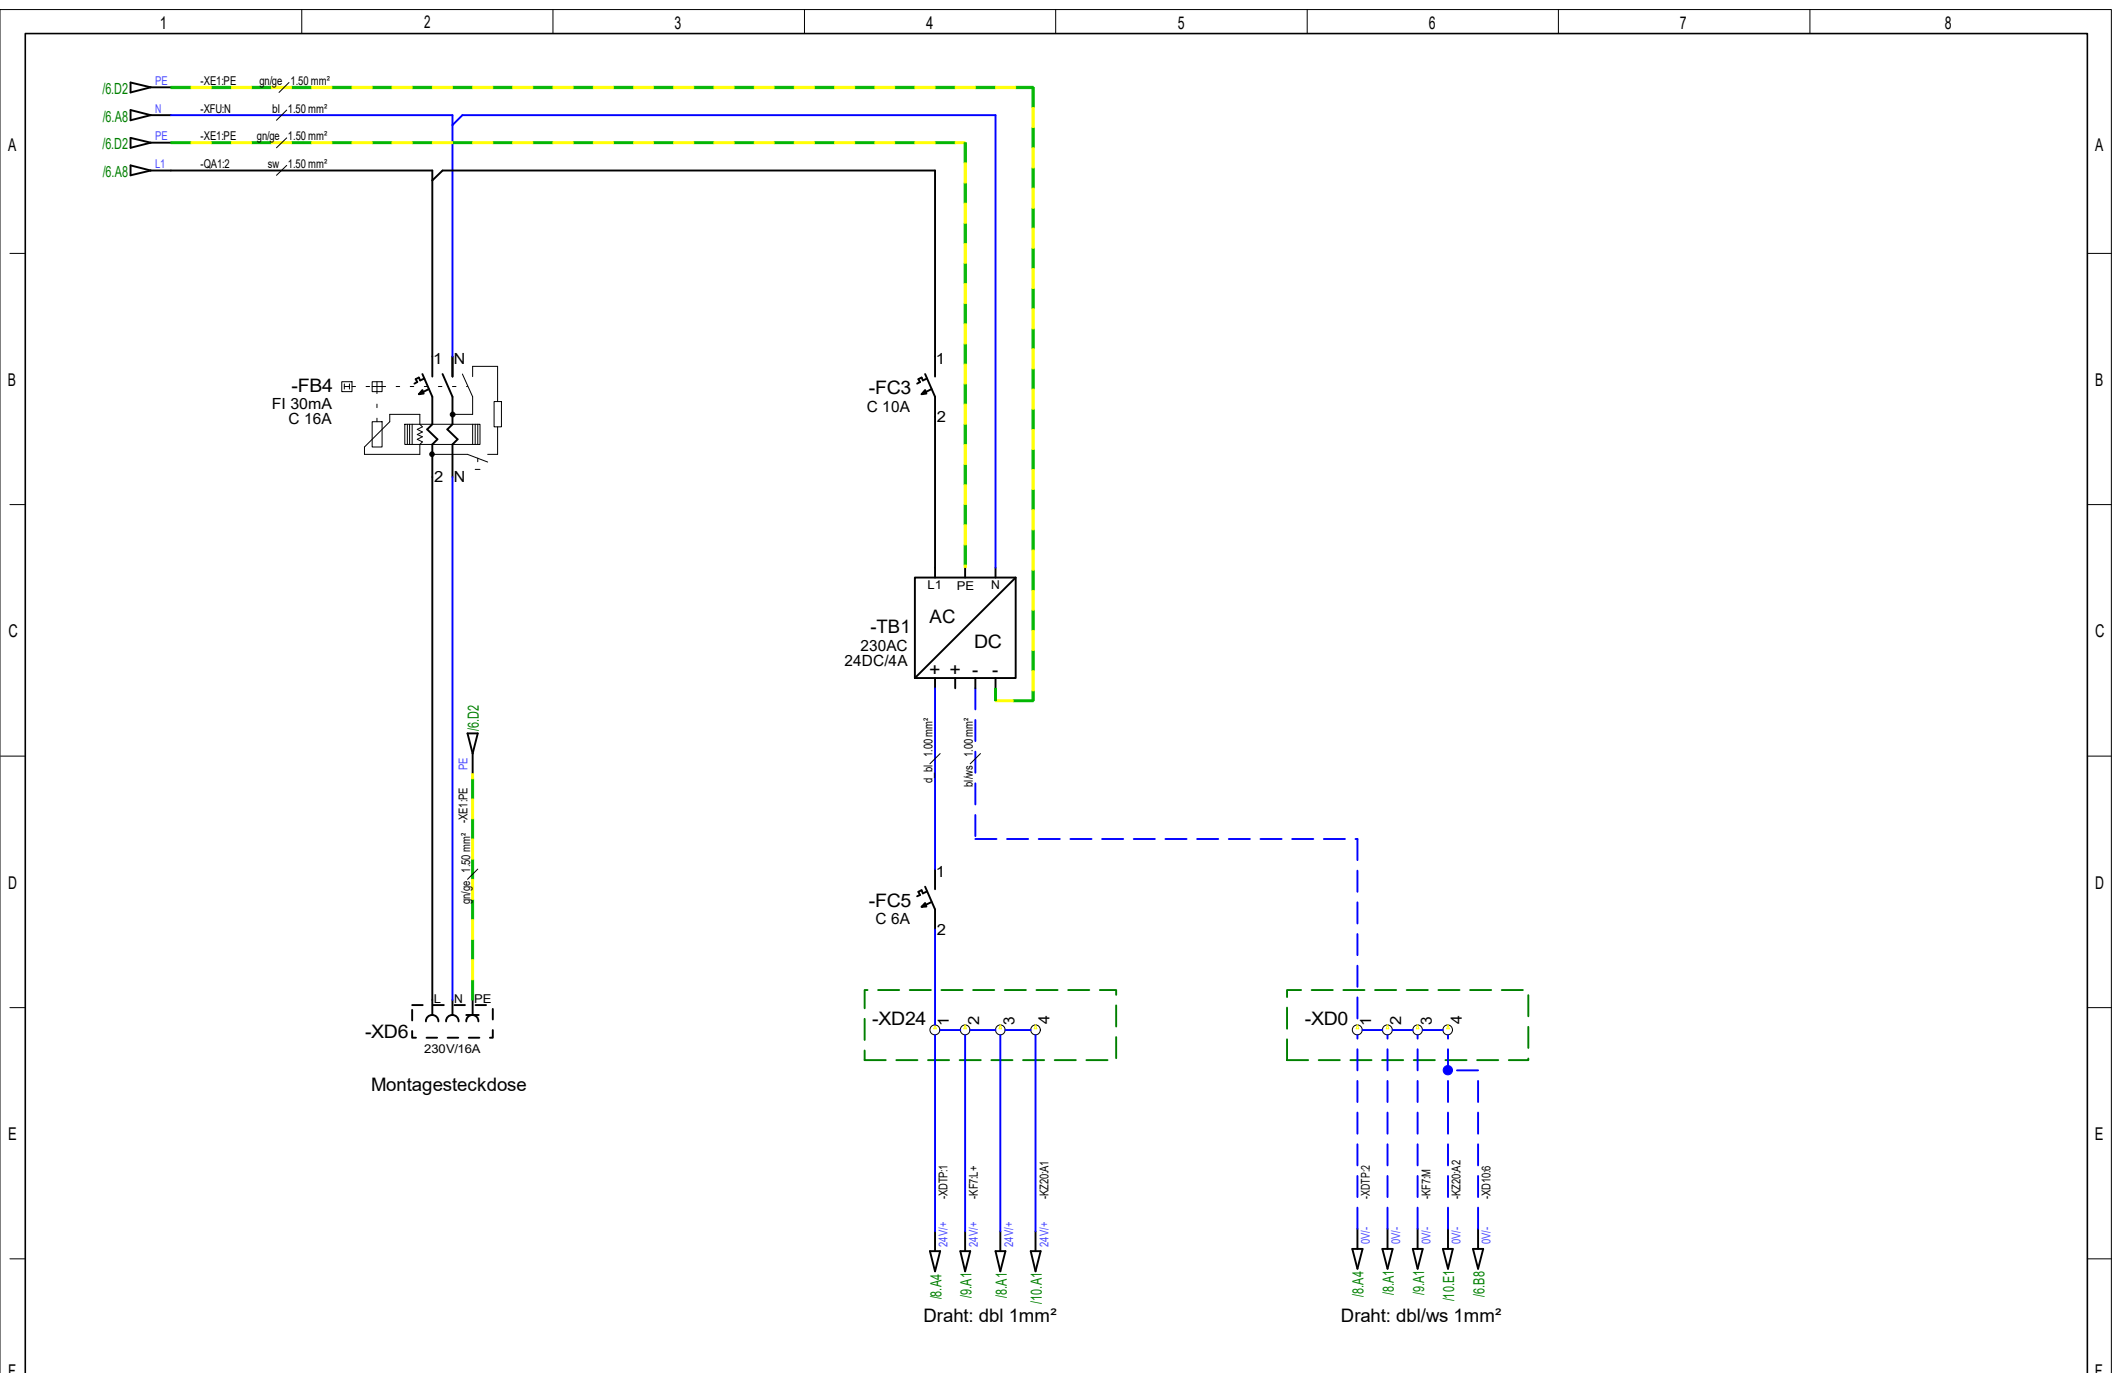 1 2 3 4 5 6 7 8
A A
B B
C C
D D
E E
F F
/6.D2 PE -XE1:PE gn/ge 1.50 mm²
/6.A8 N -XFU:N bl 1.50 mm²
/6.D2 PE -XE1:PE gn/ge 1.50 mm²
/6.A8 L1 -QA1:2 sw 1.50 mm²
1 N
-FB4
FI 30mA
C 16A
2 N
1
-FC3
C 10A
2
L1 PE N
AC
DC
-TB1
230AC
24DC/4A
+ + - -
/6.D2
PE
-XE1:PE
gn/ge 1.50 mm²
d bl 1.00 mm²
bl/ws 1.00 mm²
1
-FC5
C 6A
2
L N PE
-XD6
230V/16A
Montagesteckdose
-XD24 1 2 3 4
-XD0 1 2 3 4
-XDTP:1
-KF7:L+
-KZ20:A1
24V/+ 24V/+ 24V/+ 24V/+
/8.A4 /9.A1 /8.A1 /10.A1
Draht: dbl 1mm²
-XDTP:2
-KF7:M
-KZ20:A2
-XD10:6
0V/- 0V/- 0V/- 0V/- 0V/-
/8.A4 /8.A1 /9.A1 /10.E1 /6.B8
Draht: dbl/ws 1mm²